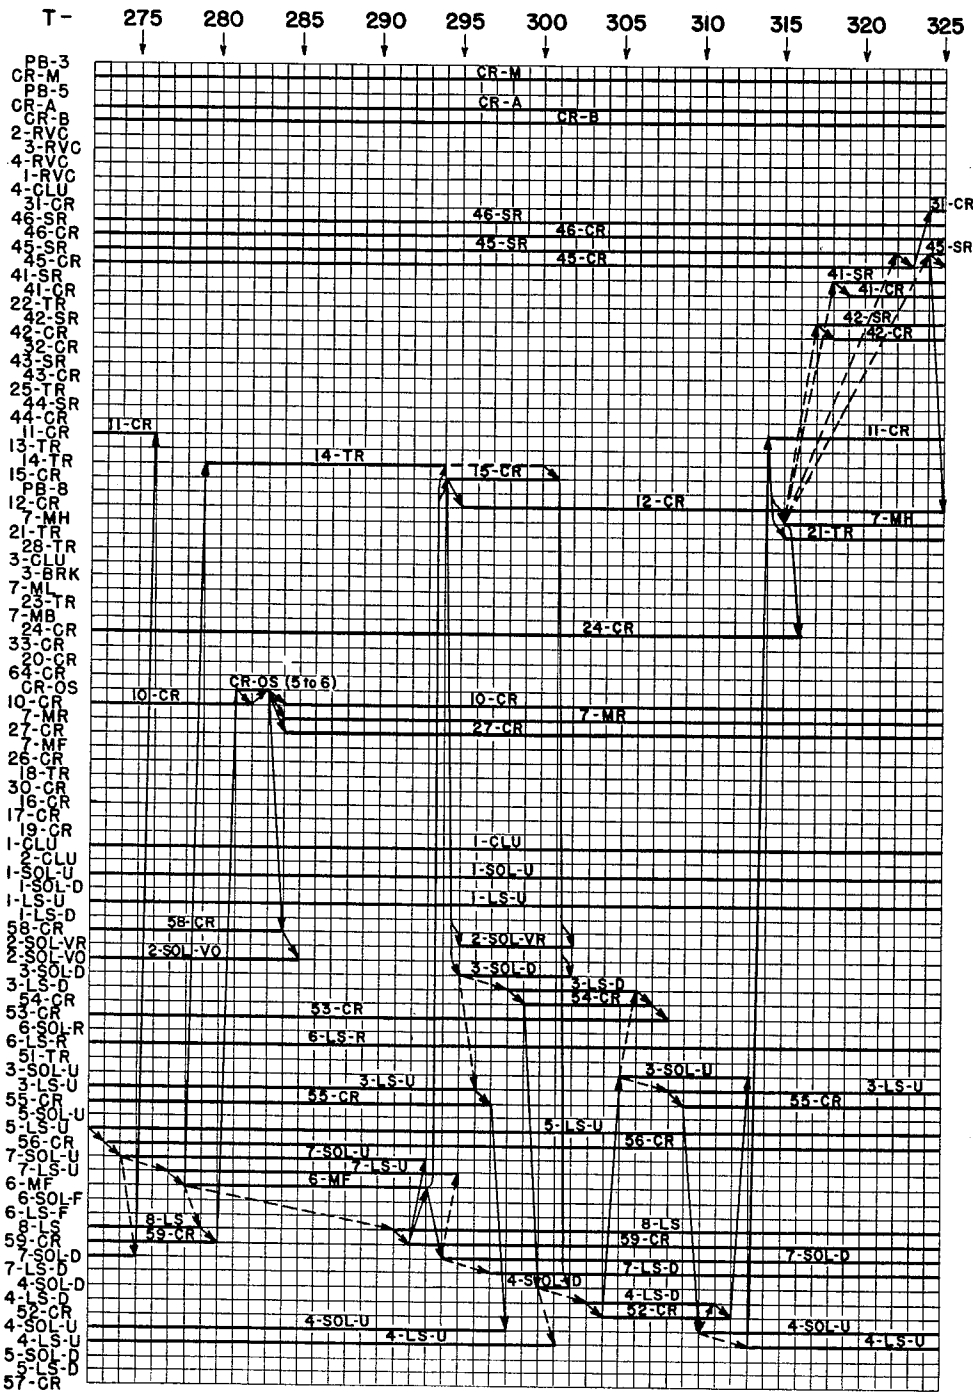 T- 275 280 285 290 295 300 305 310 315 320 325
PB-3
CR-M CR-M
PB-5
CR-A CR-A
CR-B CR-B
2-RVC
3-RVC
4-RVC
1-RVC
4-CLU
31-CR 31-CR
46-SR 46-SR
46-CR 46-CR
45-SR 45-SR 45-SR
45-CR 45-CR
41-SR 41-SR
41-CR 41-CR
22-TR
42-SR 42-SR
42-CR 42-CR
32-CR
43-SR
43-CR
25-TR
44-SR
44-CR
11-CR 11-CR 11-CR
13-TR
14-TR 14-TR
15-CR 15-CR
PB-8
12-CR 12-CR
7-MH 7-MH
21-TR 21-TR
28-TR
3-CLU
3-BRK
7-ML
23-TR
7-MB
24-CR 24-CR
33-CR
20-CR
64-CR
CR-OS CR-OS (5 to 6)
10-CR 10-CR 10-CR
7-MR 7-MR
27-CR 27-CR
7-MF
26-CR
18-TR
30-CR
16-CR
17-CR
19-CR
1-CLU 1-CLU
2-CLU
1-SOL-U 1-SOL-U
1-SOL-D
1-LS-U 1-LS-U
1-LS-D
58-CR 58-CR
2-SOL-VR 2-SOL-VR
2-SOL-VO 2-SOL-VO
3-SOL-D 3-SOL-D
3-LS-D 3-LS-D
54-CR 54-CR
53-CR 53-CR
6-SOL-R
6-LS-R 6-LS-R
51-TR
3-SOL-U 3-SOL-U
3-LS-U 3-LS-U 3-LS-U
55-CR 55-CR 55-CR
5-SOL-U
5-LS-U 5-LS-U
56-CR 56-CR
7-SOL-U 7-SOL-U
7-LS-U 7-LS-U
6-MF 6-MF
6-SOL-F
6-LS-F
8-LS 8-LS 8-LS
59-CR 59-CR 59-CR
7-SOL-D 7-SOL-D
7-LS-D 7-LS-D
4-SOL-D 4-SOL-D
4-LS-D 4-LS-D
52-CR 52-CR
4-SOL-U 4-SOL-U 4-SOL-U
4-LS-U 4-LS-U 4-LS-U
5-SOL-D
5-LS-D
57-CR